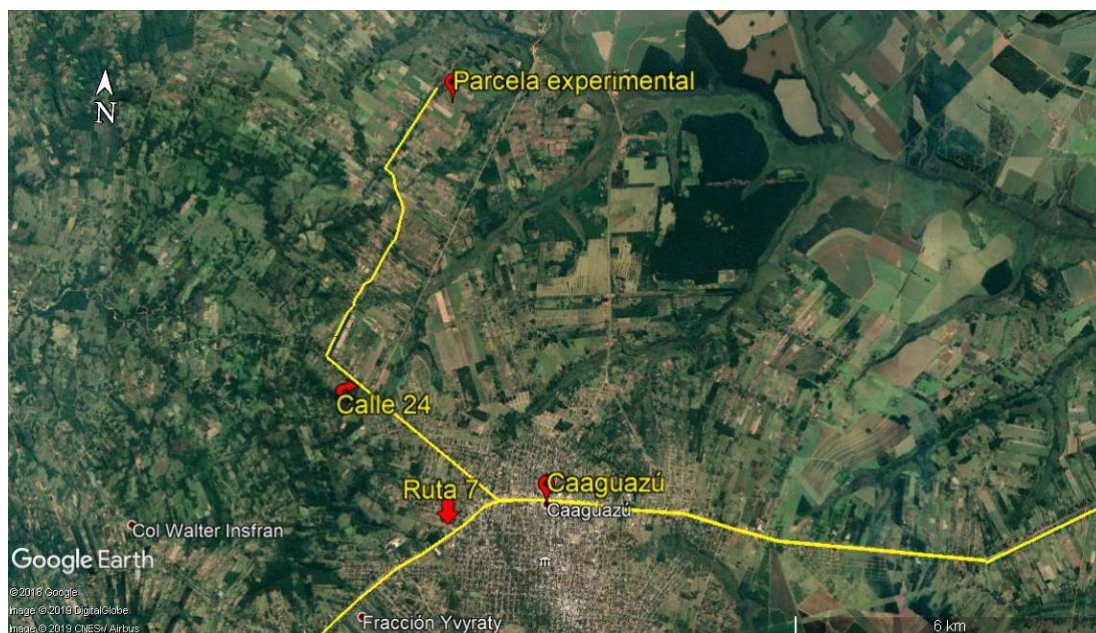 Parcela experimental
N
Calle 24
Ruta 7
Caaguazú
Caaguazú
Col Walter Insfran
Google Earth
m
© 2018 Google
Image © 2019 DigitalGlobe
Image © 2019 CNES / Airbus
Fracción Yvyraty
6 km